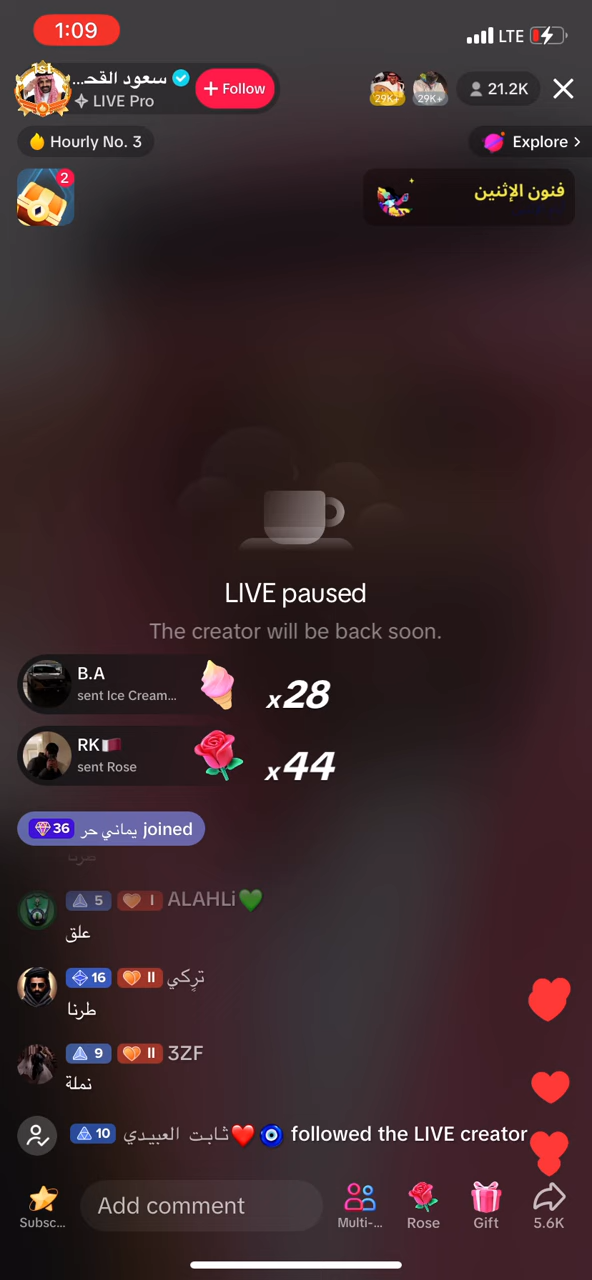 1:09
LTE
1st
سعود القحـ...
LIVE Pro
+ Follow
29K+
29K+
21.2K
Hourly No. 3
Explore >
2
فنون الإثنين
LIVE paused
The creator will be back soon.
B.A
sent Ice Cream...
x28
RK🇶🇦
sent Rose
x44
36 يماني حر joined
5 I ALAHLi💚
علق
16 II تركي
طرنا
9 II 3ZF
نملة
10 ثابت العبيدي❤️🧿 followed the LIVE creator
Subsc...
Add comment
Multi-...
Rose
Gift
5.6K